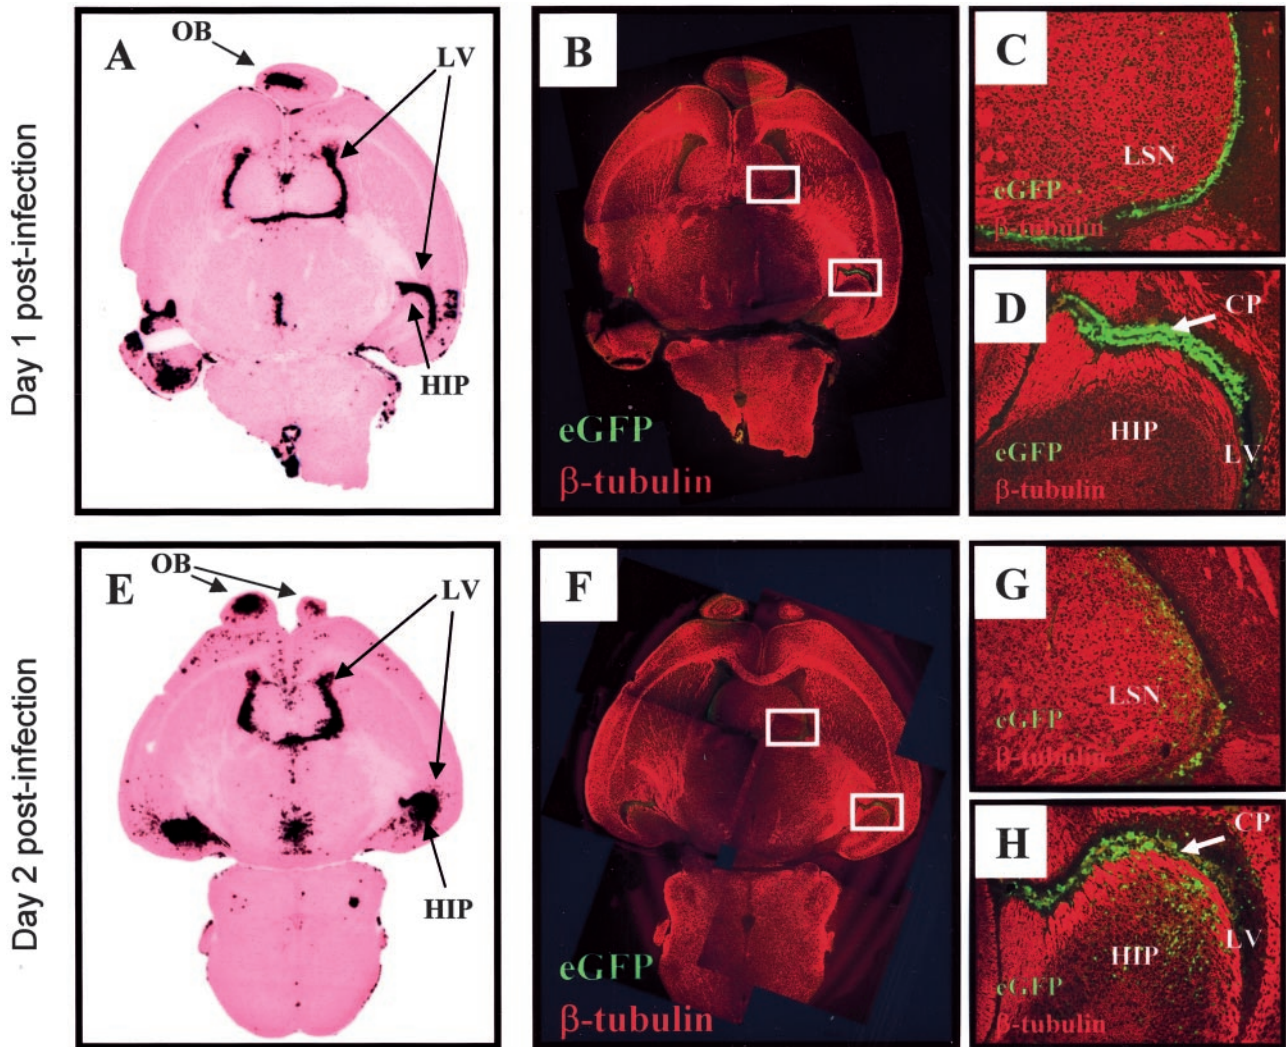 Day 1 post-infection
A
OB
LV
HIP
B
eGFP
β-tubulin
C
LSN
eGFP
β-tubulin
D
CP
HIP
eGFP
LV
β-tubulin
Day 2 post-infection
E
OB
LV
HIP
F
eGFP
β-tubulin
G
LSN
eGFP
β-tubulin
H
CP
LV
HIP
eGFP
β-tubulin